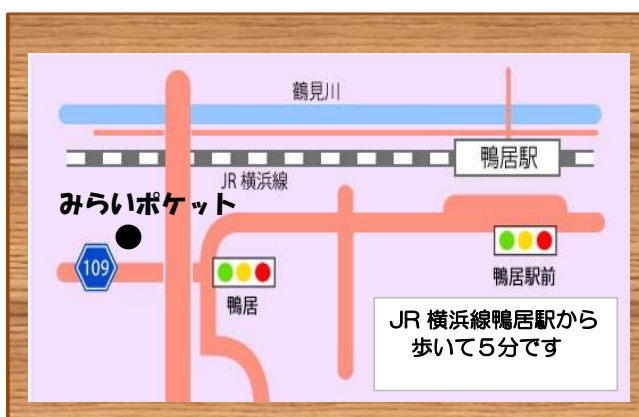 鶴見川
鴨居駅
JR 横浜線
みらいポケット
109
鴨居
鴨居駅前
JR 横浜線鴨居駅から
歩いて5分です